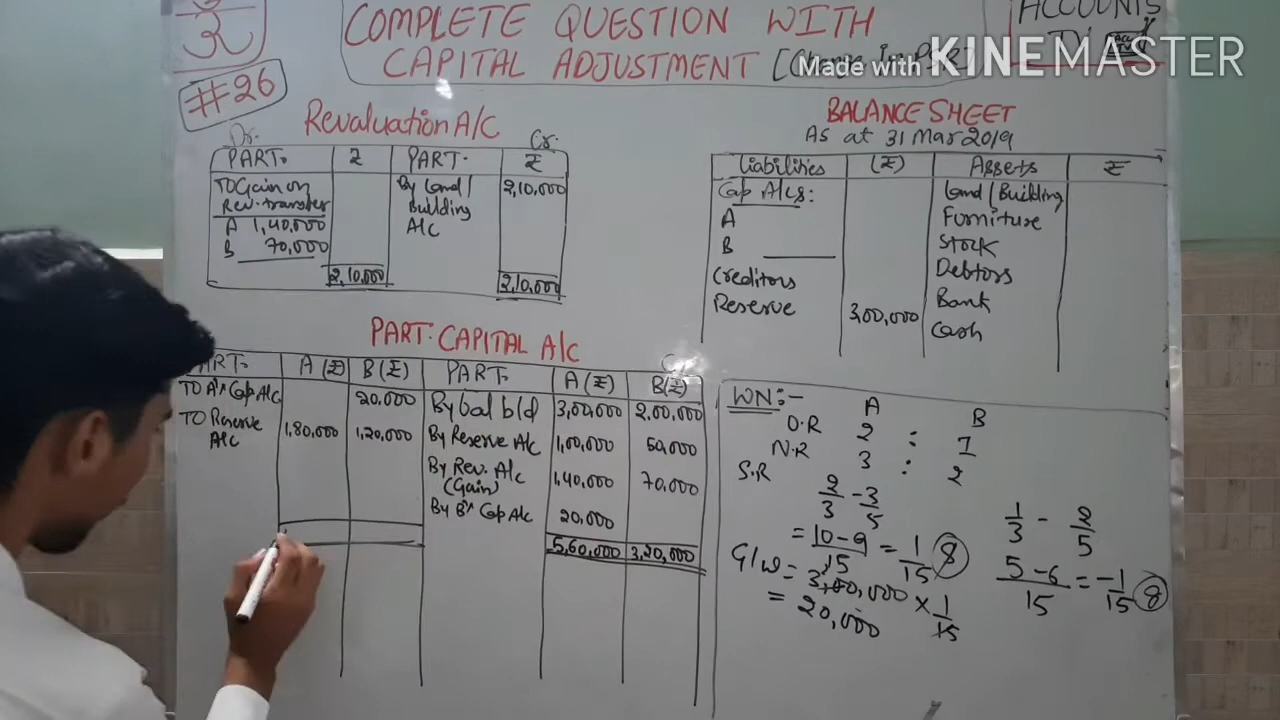 COMPLETE QUESTION WITH
CAPITAL ADJUSTMENT
ACCOUNTS
Made with KINEMASTER
#26
Revaluation A/c
Dr. Cr.
PART. ₹ PART. ₹
To Gain on By Land/ 2,10,000
Rev. transfer Building
A 1,40,000 A/c
B 70,000
2,10,000 2,10,000
PART. CAPITAL A/c
PART. A (₹) B (₹) PART. A (₹) B (₹)
To A's Cap A/c 20,000 By bal b/d 3,00,000 2,00,000
To Reserve A/c 1,80,000 1,20,000 By Reserve A/c 1,00,000 50,000
By Rev. A/c 1,40,000 70,000
(Gain)
By B's Cap A/c 20,000
5,60,000 3,20,000
BALANCE SHEET
As at 31 Mar 2019
Liabilities (₹) Assets ₹
Cap A/cs: Land/Building
A Furniture
B Stock
Creditors Debtors
Reserve 3,00,000 Bank
Cash
WN:- A B
O.R 2 : 1
N.R 3 : 2
S.R
2/3 - 3/5 1/3 - 2/5
= 10-9/15 = 1/15 5-6/15 = -1/15
G/W = 3,00,000 × 1/15
= 20,000